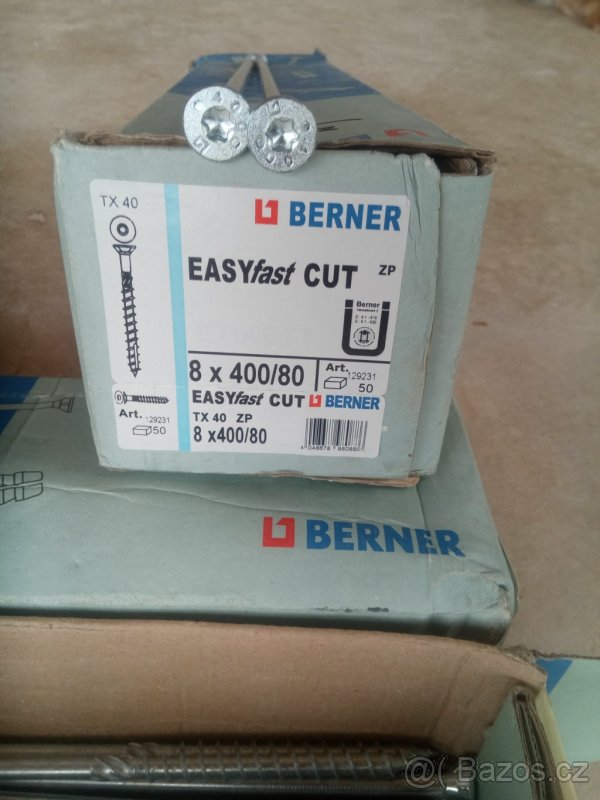 TX 40
BERNER
EASYfast CUT ZP
Berner
8 x 400/80
Art.
129231
50
EASYfast CUT BERNER
Art.
129231
TX 40 ZP
50
8 x400/80
BERNER
@( Bazos.cz